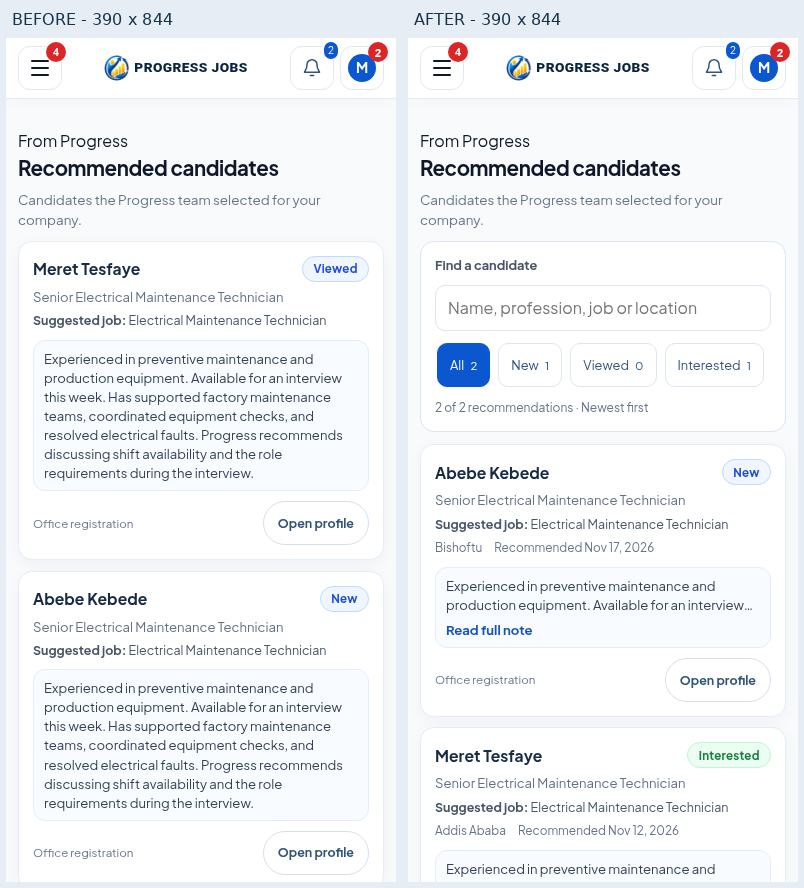 BEFORE - 390 x 844
4
PROGRESS JOBS
2
M
2
From Progress
Recommended candidates
Candidates the Progress team selected for your
company.
Meret Tesfaye
Viewed
Senior Electrical Maintenance Technician
Suggested job: Electrical Maintenance Technician
Experienced in preventive maintenance and
production equipment. Available for an interview
this week. Has supported factory maintenance
teams, coordinated equipment checks, and
resolved electrical faults. Progress recommends
discussing shift availability and the role
requirements during the interview.
Office registration
Open profile
Abebe Kebede
New
Senior Electrical Maintenance Technician
Suggested job: Electrical Maintenance Technician
Experienced in preventive maintenance and
production equipment. Available for an interview
this week. Has supported factory maintenance
teams, coordinated equipment checks, and
resolved electrical faults. Progress recommends
discussing shift availability and the role
requirements during the interview.
Office registration
Open profile
AFTER - 390 x 844
4
PROGRESS JOBS
2
M
2
From Progress
Recommended candidates
Candidates the Progress team selected for your
company.
Find a candidate
Name, profession, job or location
All 2
New 1
Viewed 0
Interested 1
2 of 2 recommendations · Newest first
Abebe Kebede
New
Senior Electrical Maintenance Technician
Suggested job: Electrical Maintenance Technician
Bishoftu Recommended Nov 17, 2026
Experienced in preventive maintenance and
production equipment. Available for an interview…
Read full note
Office registration
Open profile
Meret Tesfaye
Interested
Senior Electrical Maintenance Technician
Suggested job: Electrical Maintenance Technician
Addis Ababa Recommended Nov 12, 2026
Experienced in preventive maintenance and